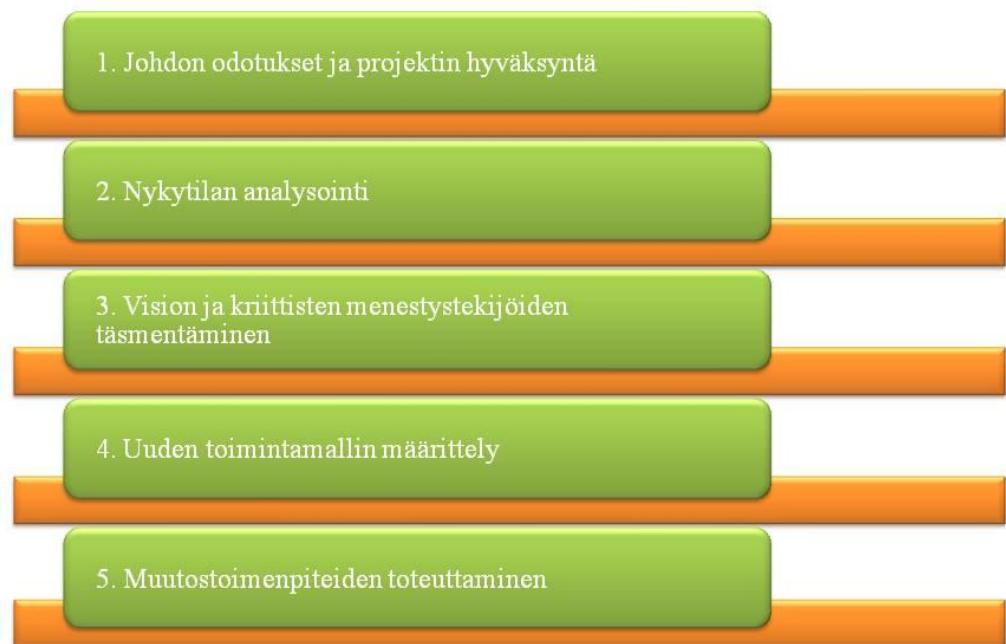 1. Johdon odotukset ja projektin hyväksyntä
2. Nykytilan analysointi
3. Vision ja kriittisten menestystekijöiden
täsmentäminen
4. Uuden toimintamallin määrittely
5. Muutostoimenpiteiden toteuttaminen